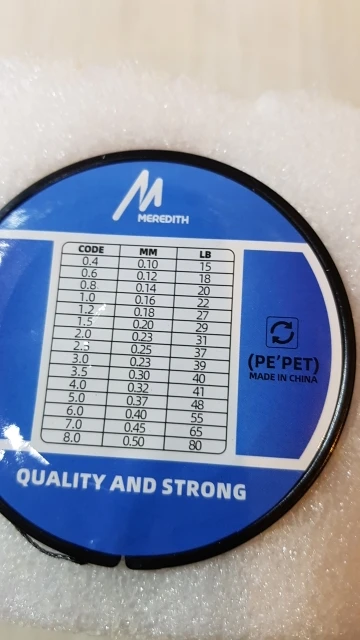 MEREDITH
CODE MM LB
0.4 0.10 15
0.6 0.12 18
0.8 0.14 20
1.0 0.16 22
1.2 0.18 27
1.5 0.20 29
2.0 0.23 31
2.5 0.25 37
3.0 0.23 39
3.5 0.30 40
4.0 0.32 41
5.0 0.37 48
6.0 0.40 55
7.0 0.45 65
8.0 0.50 80
(PE'PET)
MADE IN CHINA
QUALITY AND STRONG